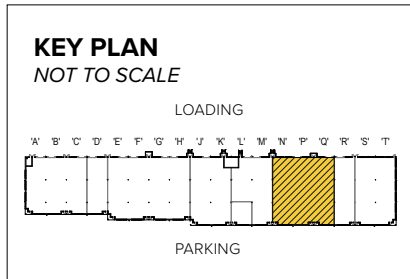 KEY PLAN
NOT TO SCALE
LOADING
'A' 'B' 'C' 'D' 'E' 'F' 'G' 'H' 'J' 'K' 'L' 'M' 'N' 'P' 'Q' 'R' 'S' 'T'
PARKING